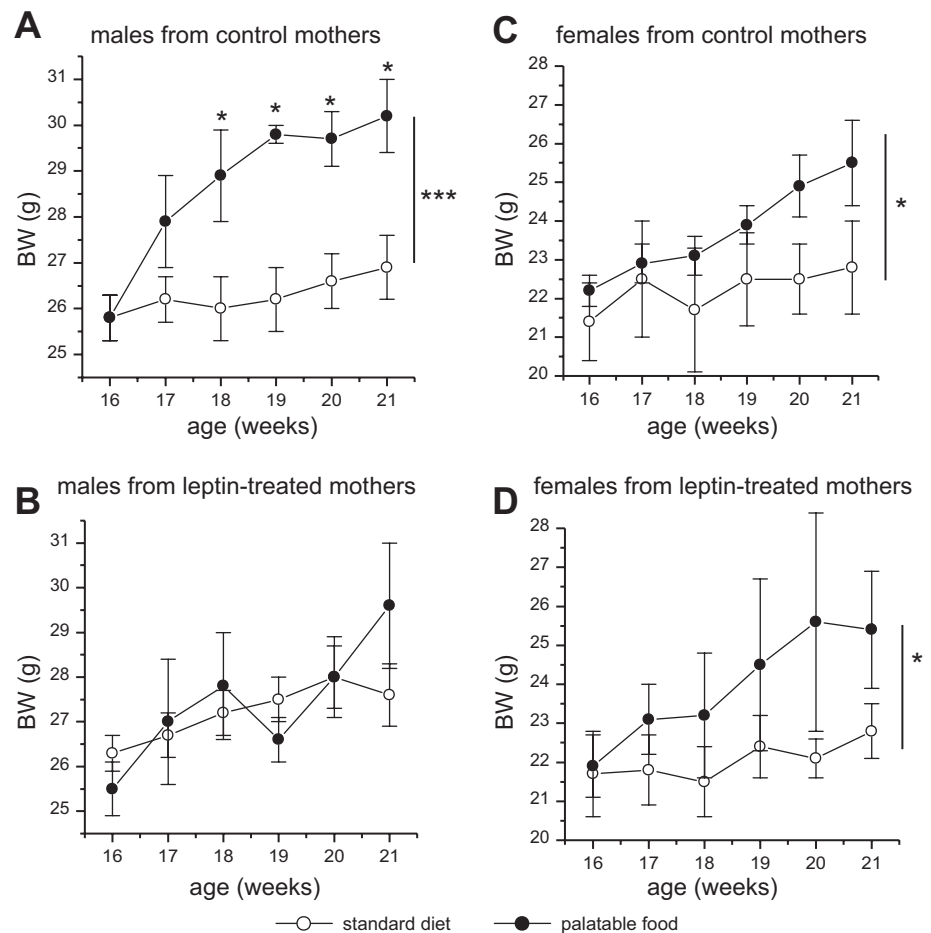 A
males from control mothers
31
30
29
28
27
26
25
BW (g)
* * * *
***
16 17 18 19 20 21
age (weeks)
C
females from control mothers
28
27
26
25
24
23
22
21
20
BW (g)
*
16 17 18 19 20 21
age (weeks)
B
males from leptin-treated mothers
31
30
29
28
27
26
25
BW (g)
16 17 18 19 20 21
age (weeks)
D
females from leptin-treated mothers
28
27
26
25
24
23
22
21
20
BW (g)
*
16 17 18 19 20 21
age (weeks)
standard diet palatable food